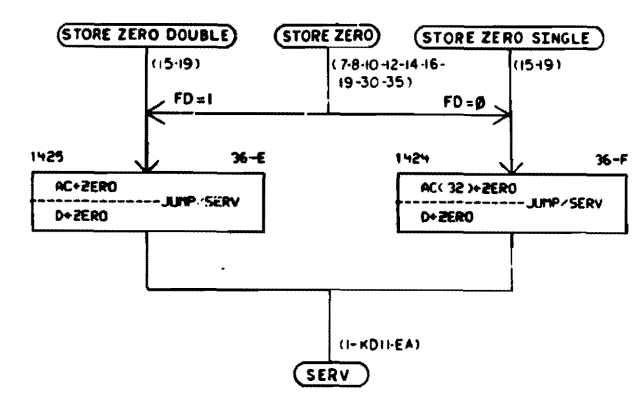 STORE ZERO DOUBLE
STORE ZERO
STORE ZERO SINGLE
(15-19)
(7-8-10-12-14-16-
19-30-35)
(15-19)
FD=1
FD=Ø
1425
36-E
1424
36-F
AC←ZERO
JUMP/SERV
D←ZERO
AC(32)←ZERO
JUMP/SERV
D←ZERO
(1-KD11-EA)
SERV